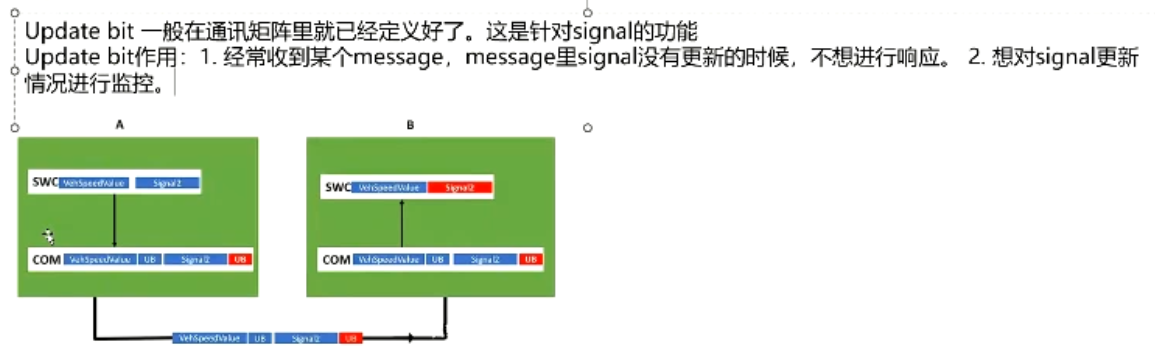 Update bit 一般在通讯矩阵里就已经定义好了。这是针对signal的功能
Update bit作用：1. 经常收到某个message，message里signal没有更新的时候，不想进行响应。 2. 想对signal更新
情况进行监控。
A
B
SWC VehSpeedValue Signal2
SWC VehSpeedValue Signal2
COM VehSpeedValue UB Signal2 UB
COM VehSpeedValue UB Signal2 UB
VehSpeedValue UB Signal2 UB